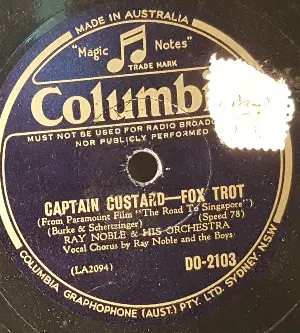 MADE IN AUSTRALIA
"Magic Notes"
TRADE MARK
Columbi
MUST NOT BE USED FOR RADIO BROADC
NOR PUBLICLY PERFORMED
CAPTAIN CUSTARD—FOX TROT
(From Paramount Film "The Road To Singapore")
(Burke & Schertzinger) (Speed 78)
RAY NOBLE & HIS ORCHESTRA
Vocal Chorus by Ray Noble and the Boys
(LA2094) DO-2103
COLUMBIA GRAPHOPHONE (AUST.) PTY. LTD. SYDNEY. N.S.W.